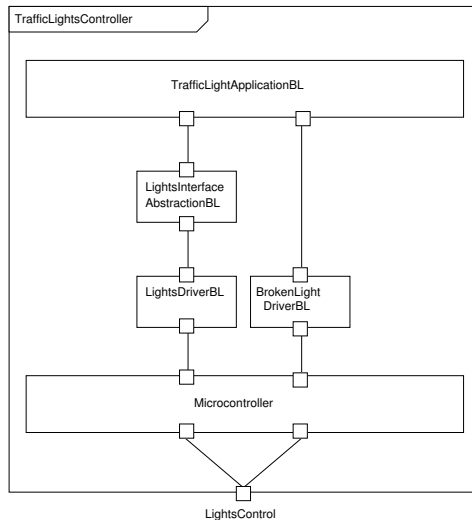 TrafficLightsController
TrafficLightApplicationBL
LightsInterface
AbstractionBL
LightsDriverBL
BrokenLight
DriverBL
Microcontroller
LightsControl